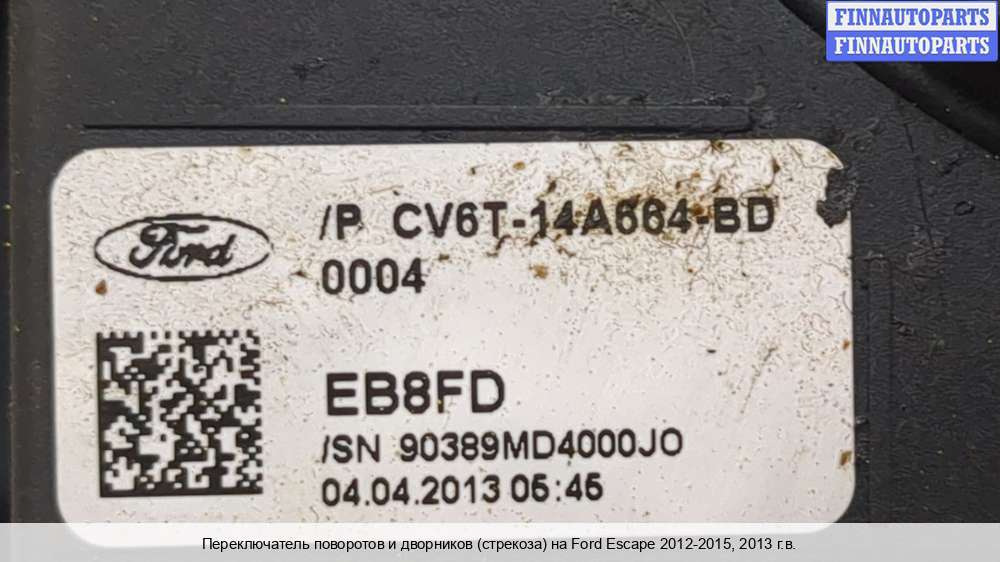 FINNAUTOPARTS
FINNAUTOPARTS
Ford
/P CV6T-14A664-BD
0004
EB8FD
/SN 90389MD4000JO
04.04.2013 05:45
Переключатель поворотов и дворников (стрекоза) на Ford Escape 2012-2015, 2013 г.в.